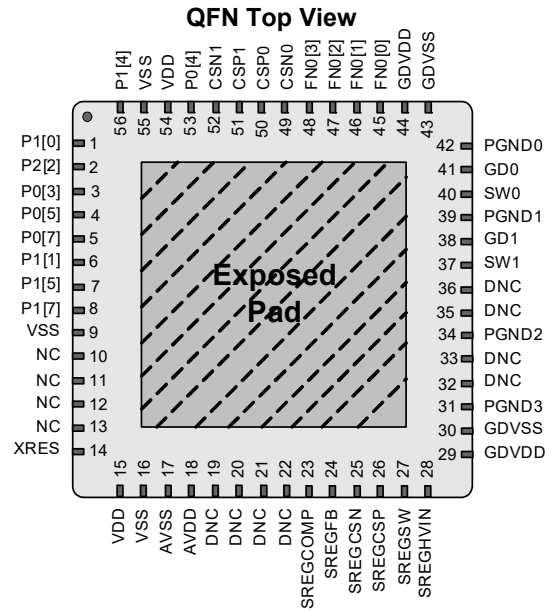 QFN Top View
P1[4]
VSS
VDD
P0[4]
CSN1
CSP1
CSP0
CSN0
FN0[3]
FN0[2]
FN0[1]
FN0[0]
GDVDD
GDVSS
56
55
54
53
52
51
50
49
48
47
46
45
44
43
P1[0] 1
P2[2] 2
P0[3] 3
P0[5] 4
P0[7] 5
P1[1] 6
P1[5] 7
P1[7] 8
VSS 9
NC 10
NC 11
NC 12
NC 13
XRES 14
Exposed
Pad
42 PGND0
41 GD0
40 SW0
39 PGND1
38 GD1
37 SW1
36 DNC
35 DNC
34 PGND2
33 DNC
32 DNC
31 PGND3
30 GDVSS
29 GDVDD
15
16
17
18
19
20
21
22
23
24
25
26
27
28
VDD
VSS
AVSS
AVDD
DNC
DNC
DNC
DNC
SREGCOMP
SREGFB
SREGCSN
SREGCSP
SREGSW
SREGHVIN